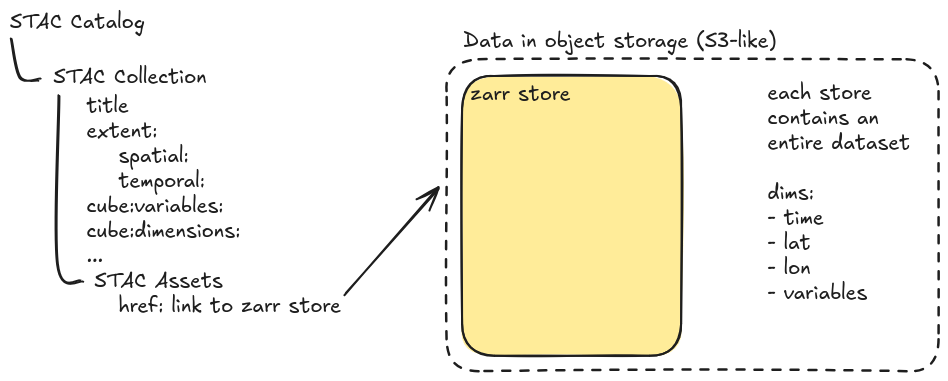 STAC Catalog
STAC Collection
title
extent:
spatial:
temporal:
cube:variables:
cube:dimensions:
...
STAC Assets
href: link to zarr store
Data in object storage (S3-like)
zarr store
each store
contains an
entire dataset
dims:
- time
- lat
- lon
- variables